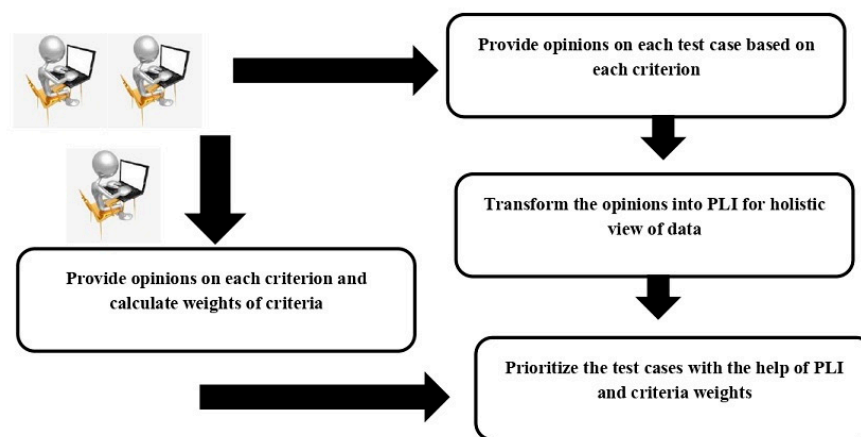 Provide opinions on each test case based on
each criterion
Transform the opinions into PLI for holistic
view of data
Provide opinions on each criterion and
calculate weights of criteria
Prioritize the test cases with the help of PLI
and criteria weights